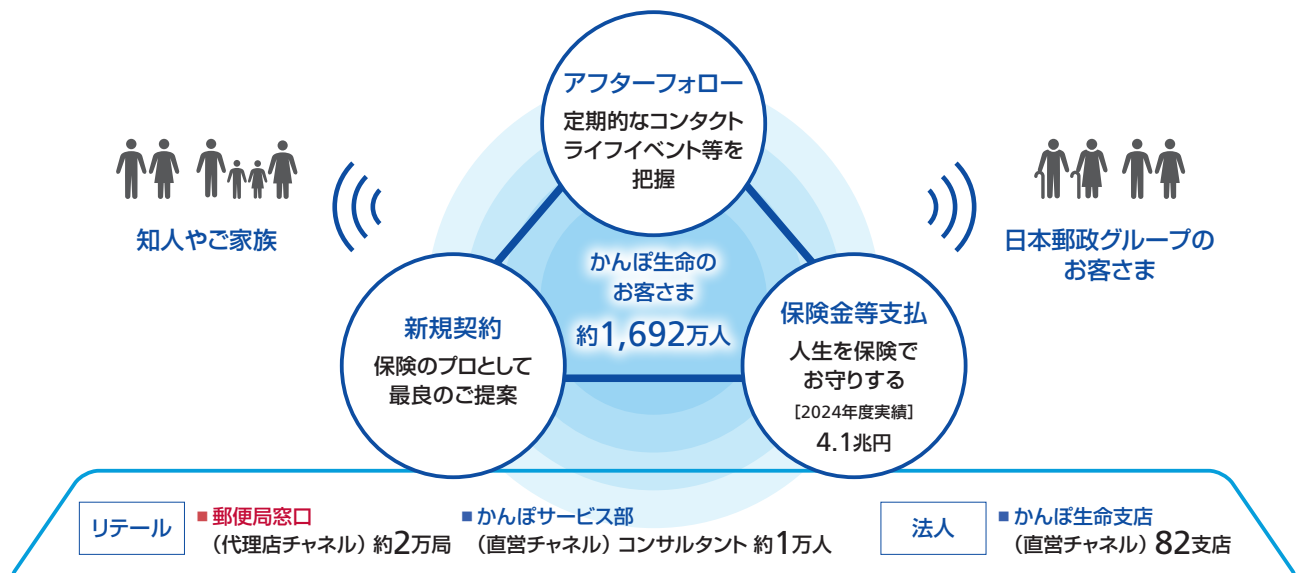 アフターフォロー
定期的なコンタクト
ライフイベント等を
把握
知人やご家族
日本郵政グループの
お客さま
かんぽ生命の
お客さま
約1,692万人
新規契約
保険のプロとして
最良のご提案
保険金等支払
人生を保険で
お守りする
[2024年度実績]
4.1兆円
リテール
■郵便局窓口
（代理店チャネル）約2万局
■かんぽサービス部
（直営チャネル）コンサルタント 約1万人
法人
■かんぽ生命支店
（直営チャネル）82支店